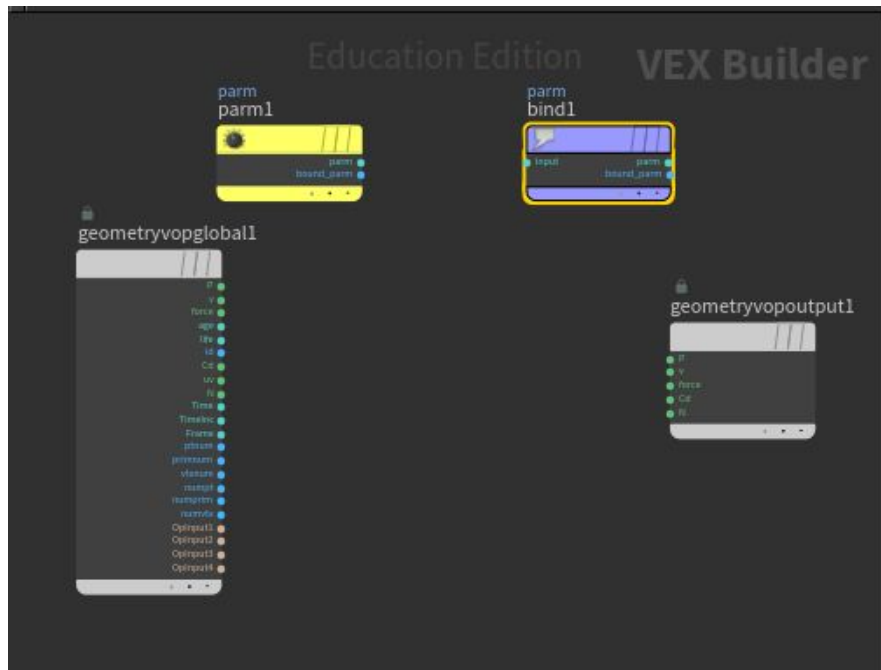 Education Edition
VEX Builder
parm
parm1
parm
bound_parm
parm
bind1
Input
parm
bound_parm
geometryvopglobal1
P
v
force
age
life
id
Cd
uv
N
Time
TimeInc
Frame
ptnum
primnum
vtxnum
numpt
numprim
numvtx
OpInput1
OpInput2
OpInput3
OpInput4
geometryvopoutput1
P
v
force
Cd
N